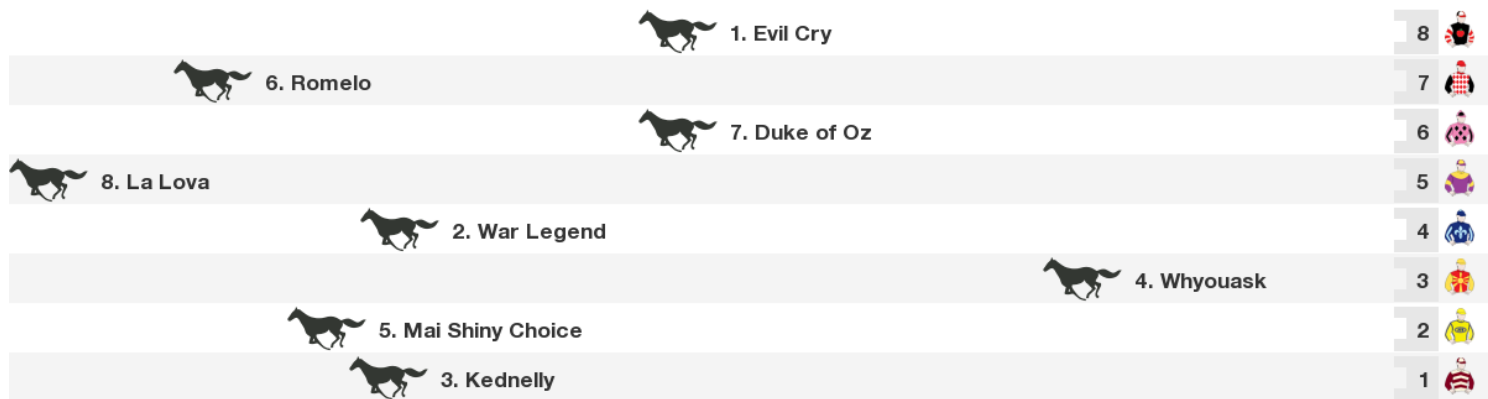 1. Evil Cry 8
6. Romelo 7
7. Duke of Oz 6
8. La Lova 5
2. War Legend 4
4. Whyouask 3
5. Mai Shiny Choice 2
3. Kednelly 1